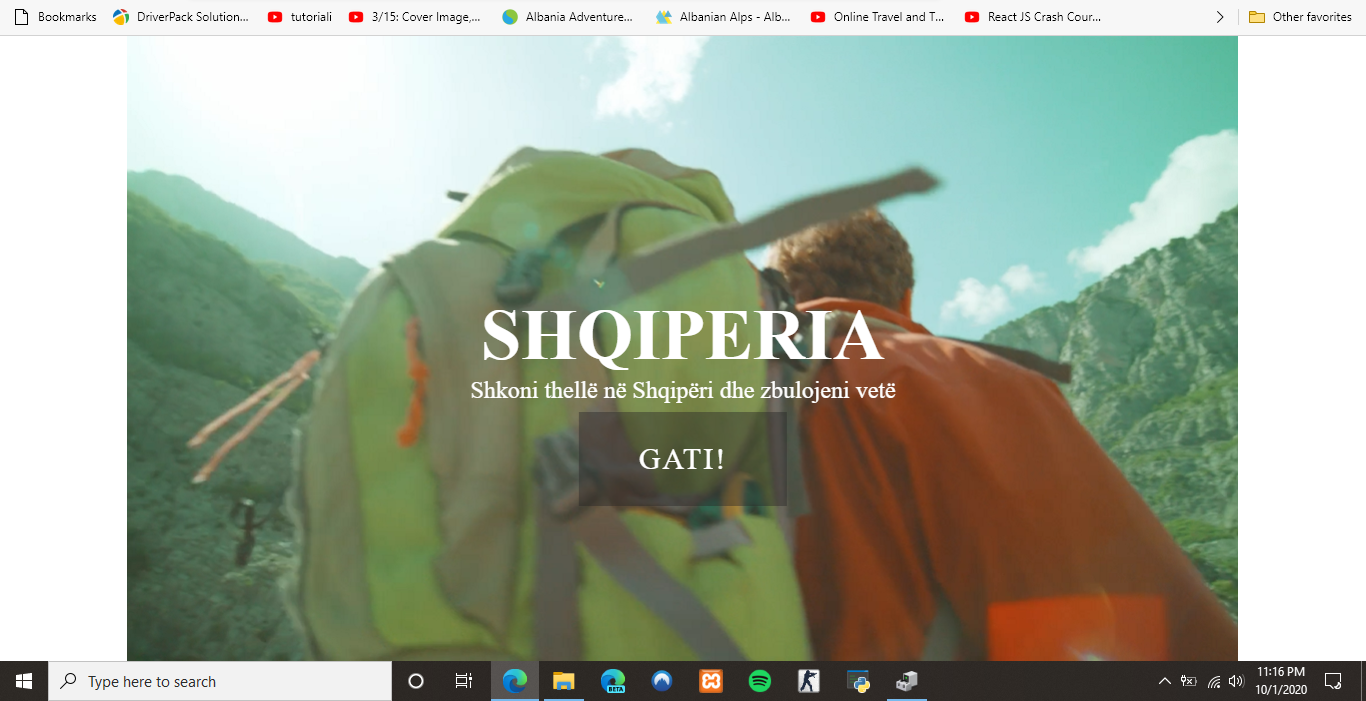 Bookmarks DriverPack Solution... tutoriali 3/15: Cover Image,... Albania Adventure... Albanian Alps - Alb... Online Travel and T... React JS Crash Cour... Other favorites
SHQIPERIA
Shkoni thellë në Shqipëri dhe zbulojeni vetë
GATI!
Type here to search
BETA
11:16 PM
10/1/2020